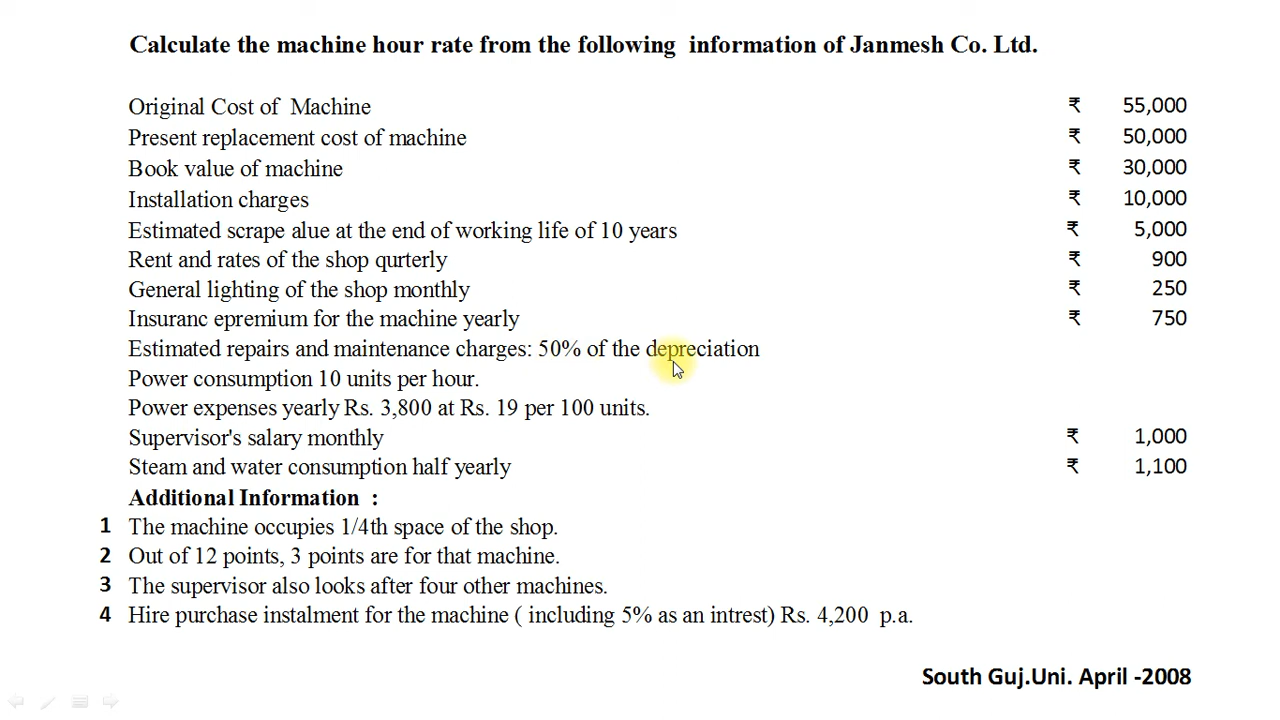 Calculate the machine hour rate from the following information of Janmesh Co. Ltd.
Original Cost of Machine ₹ 55,000
Present replacement cost of machine ₹ 50,000
Book value of machine ₹ 30,000
Installation charges ₹ 10,000
Estimated scrape alue at the end of working life of 10 years ₹ 5,000
Rent and rates of the shop qurterly ₹ 900
General lighting of the shop monthly ₹ 250
Insuranc epremium for the machine yearly ₹ 750
Estimated repairs and maintenance charges: 50% of the depreciation
Power consumption 10 units per hour.
Power expenses yearly Rs. 3,800 at Rs. 19 per 100 units.
Supervisor's salary monthly ₹ 1,000
Steam and water consumption half yearly ₹ 1,100
Additional Information :
1 The machine occupies 1/4th space of the shop.
2 Out of 12 points, 3 points are for that machine.
3 The supervisor also looks after four other machines.
4 Hire purchase instalment for the machine ( including 5% as an intrest) Rs. 4,200 p.a.
South Guj.Uni. April -2008